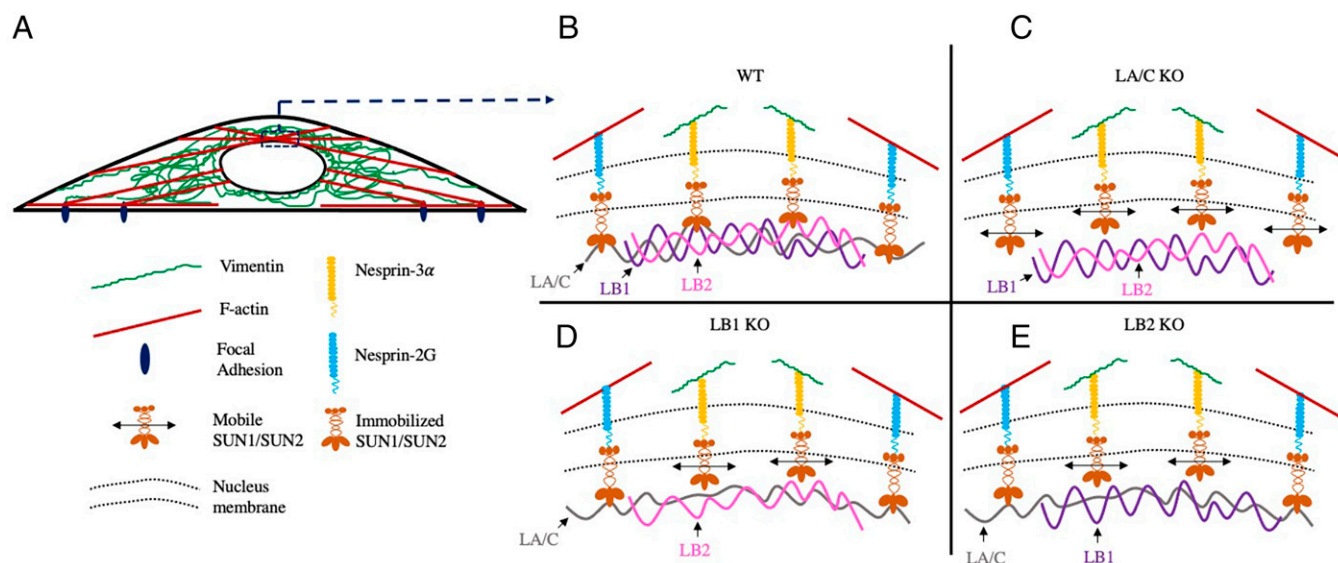 A
Vimentin
Nesprin-3α
F-actin
Focal
Adhesion
Nesprin-2G
Mobile
SUN1/SUN2
Immobilized
SUN1/SUN2
Nucleus
membrane
B
WT
LA/C
LB1
LB2
C
LA/C KO
LB1
LB2
D
LB1 KO
LA/C
LB2
E
LB2 KO
LA/C
LB1